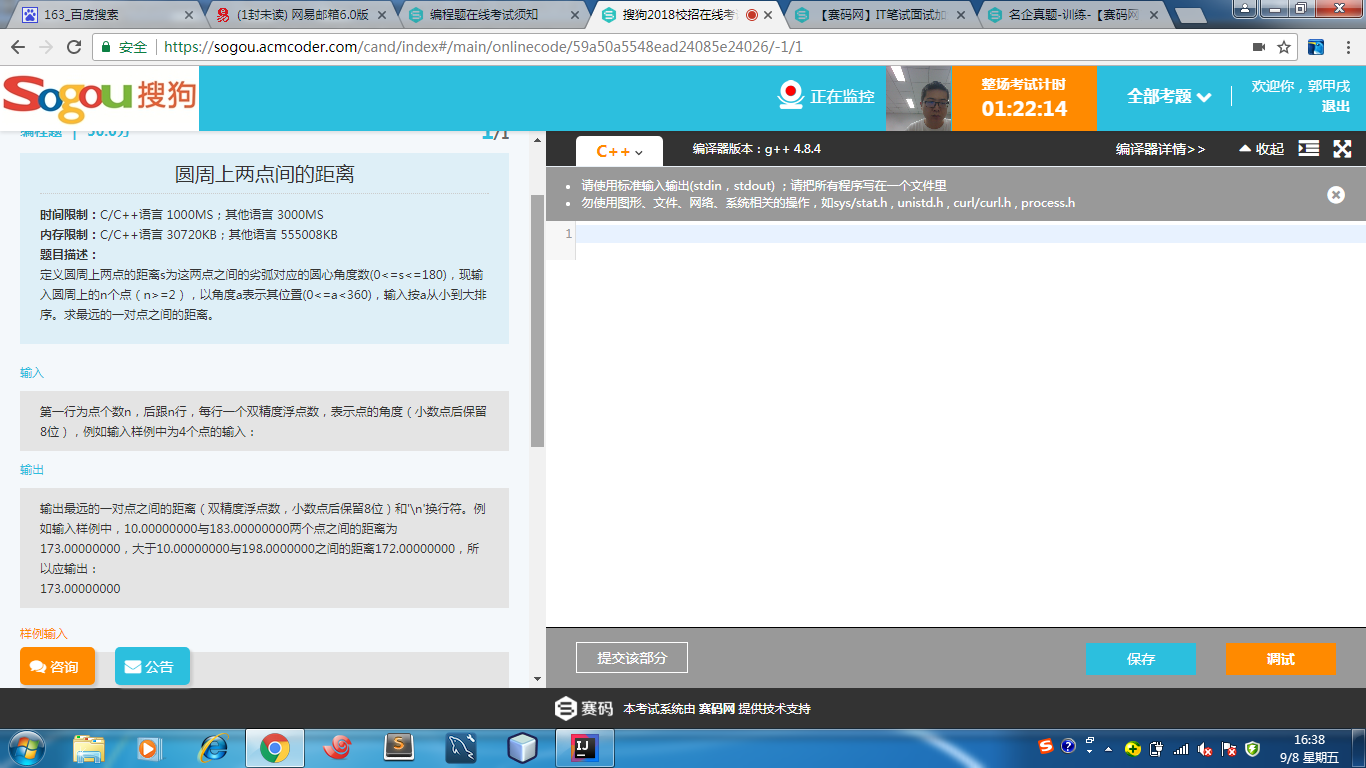 163_百度搜索
(1封未读) 网易邮箱6.0版
编程题在线考试须知
搜狗2018校招在线考
【赛码网】IT笔试面试加
名企真题-训练-【赛码网
安全
https://sogou.acmcoder.com/cand/index#/main/onlinecode/59a50a5548ead24085e24026/-1/1
Sogou 搜狗
正在监控
整场考试计时
01:22:14
全部考题
欢迎你，郭甲戌
退出
1/1
圆周上两点间的距离
时间限制：C/C++语言 1000MS；其他语言 3000MS
内存限制：C/C++语言 30720KB；其他语言 555008KB
题目描述：
定义圆周上两点的距离s为这两点之间的劣弧对应的圆心角度数(0<=s<=180)，现输
入圆周上的n个点（n>=2），以角度a表示其位置(0<=a<360)，输入按a从小到大排
序。求最远的一对点之间的距离。
输入
第一行为点个数n，后跟n行，每行一个双精度浮点数，表示点的角度（小数点后保留
8位），例如输入样例中为4个点的输入：
输出
输出最远的一对点之间的距离（双精度浮点数，小数点后保留8位）和'\n'换行符。例
如输入样例中，10.00000000与183.00000000两个点之间的距离为
173.00000000，大于10.00000000与198.0000000之间的距离172.00000000，所
以应输出：
173.00000000
样例输入
咨询
公告
C++
编译器版本：g++ 4.8.4
编译器详情>>
收起
请使用标准输入输出(stdin，stdout) ；请把所有程序写在一个文件里
勿使用图形、文件、网络、系统相关的操作，如sys/stat.h , unistd.h , curl/curl.h , process.h
1
提交该部分
保存
调试
赛码 本考试系统由 赛码网 提供技术支持
16:38
9/8 星期五